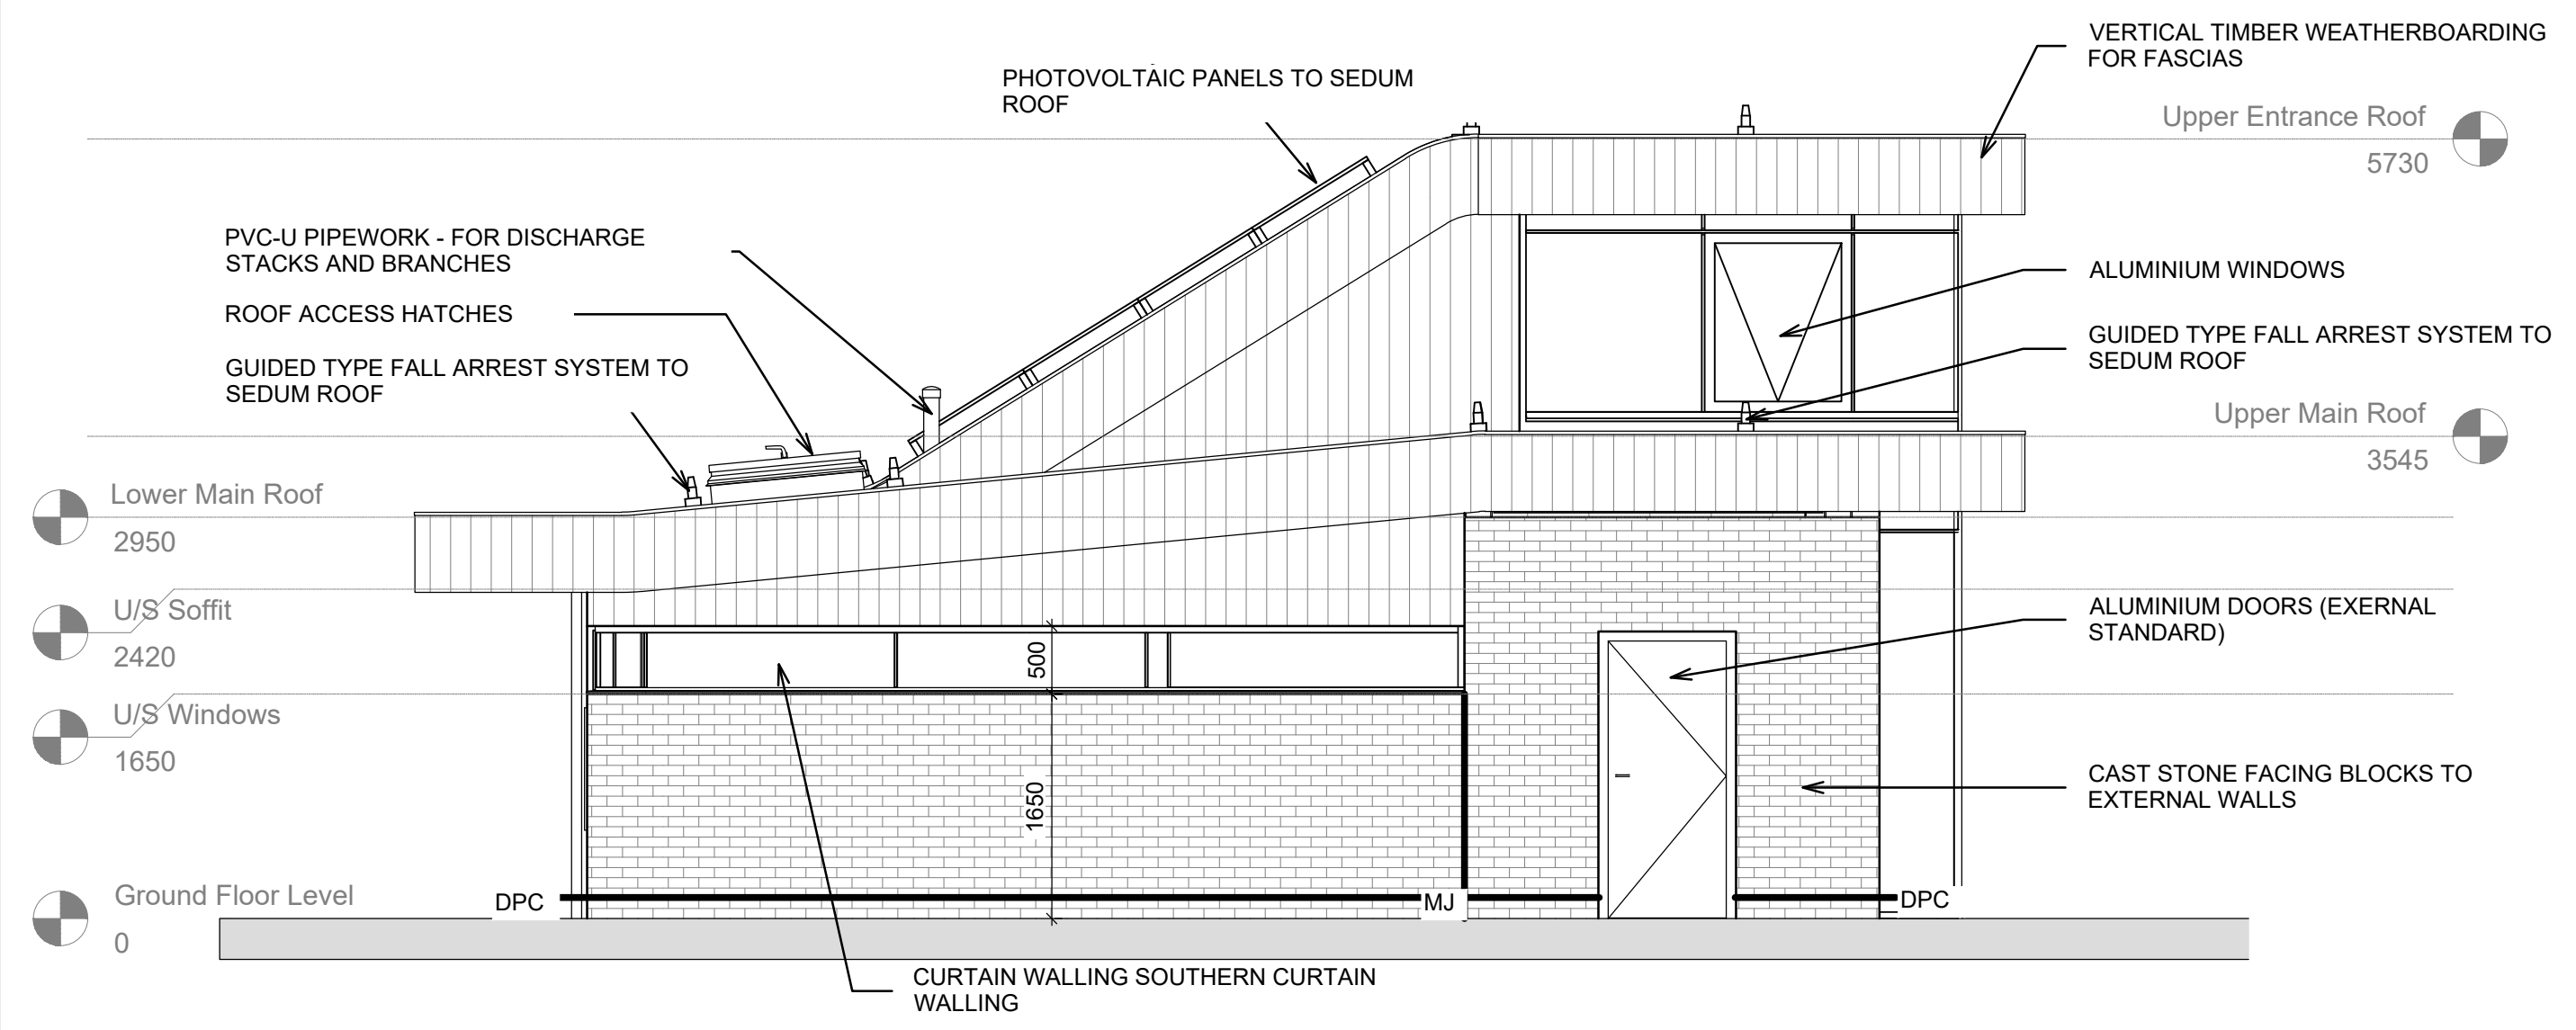 VERTICAL TIMBER WEATHERBOARDING
FOR FASCIAS
PHOTOVOLTAIC PANELS TO SEDUM
ROOF
Upper Entrance Roof
5730
PVC-U PIPEWORK - FOR DISCHARGE
STACKS AND BRANCHES
ALUMINIUM WINDOWS
ROOF ACCESS HATCHES
GUIDED TYPE FALL ARREST SYSTEM TO
SEDUM ROOF
GUIDED TYPE FALL ARREST SYSTEM TO
SEDUM ROOF
Upper Main Roof
3545
Lower Main Roof
2950
U/S Soffit
2420
ALUMINIUM DOORS (EXERNAL
STANDARD)
500
U/S Windows
1650
1650
CAST STONE FACING BLOCKS TO
EXTERNAL WALLS
Ground Floor Level
0
DPC
MJ
DPC
CURTAIN WALLING SOUTHERN CURTAIN
WALLING